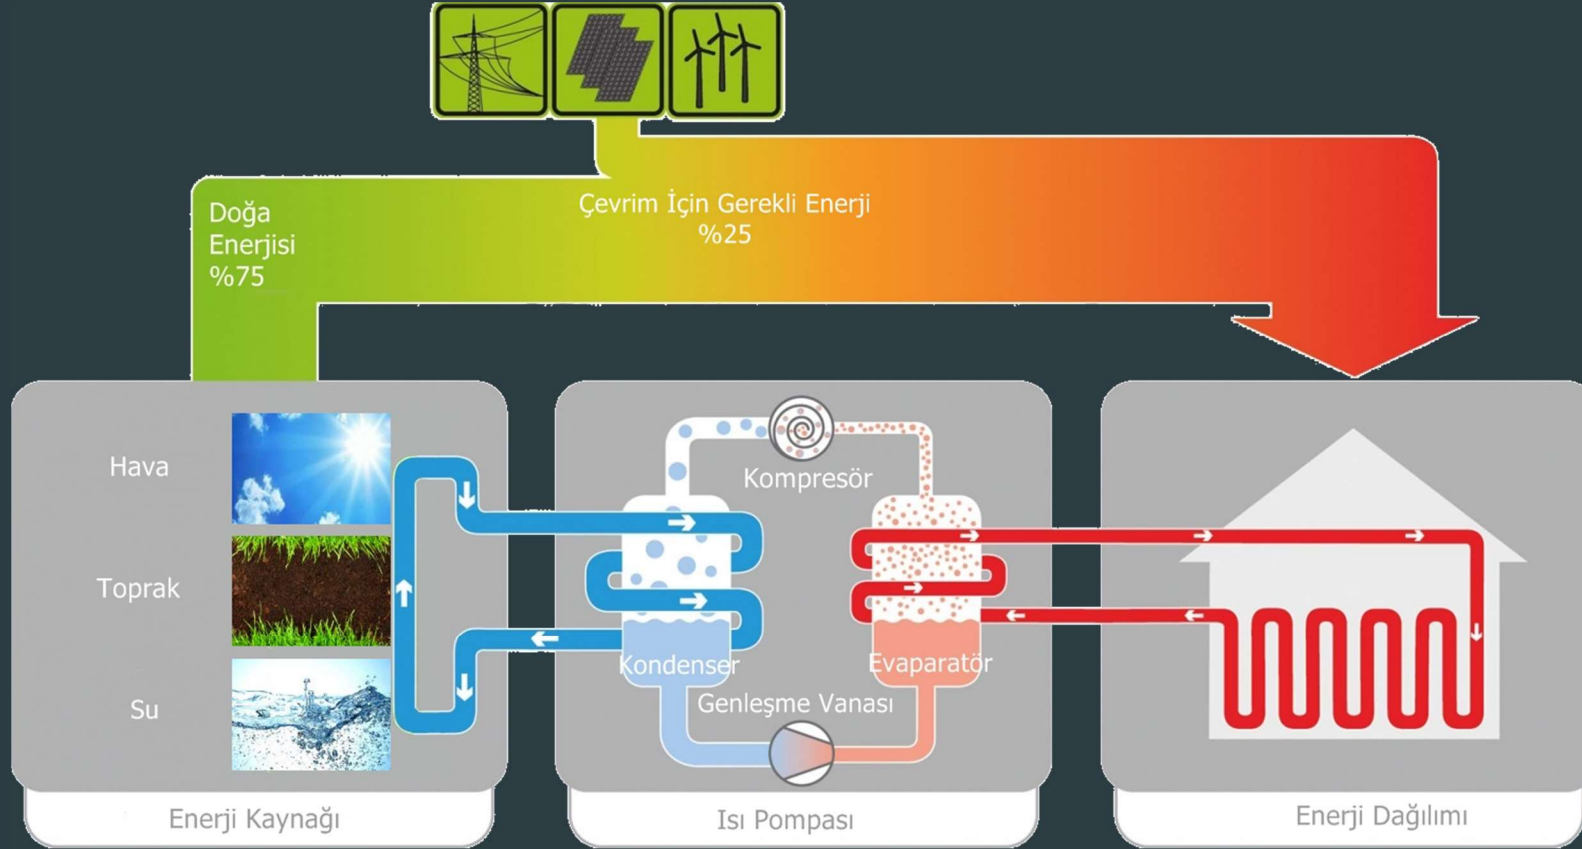 Doğa
Enerjisi
%75
Çevrim İçin Gerekli Enerji
%25
Hava
Toprak
Su
Kompresör
Kondenser
Evaparatör
Genleşme Vanası
Enerji Kaynağı
Isı Pompası
Enerji Dağılımı